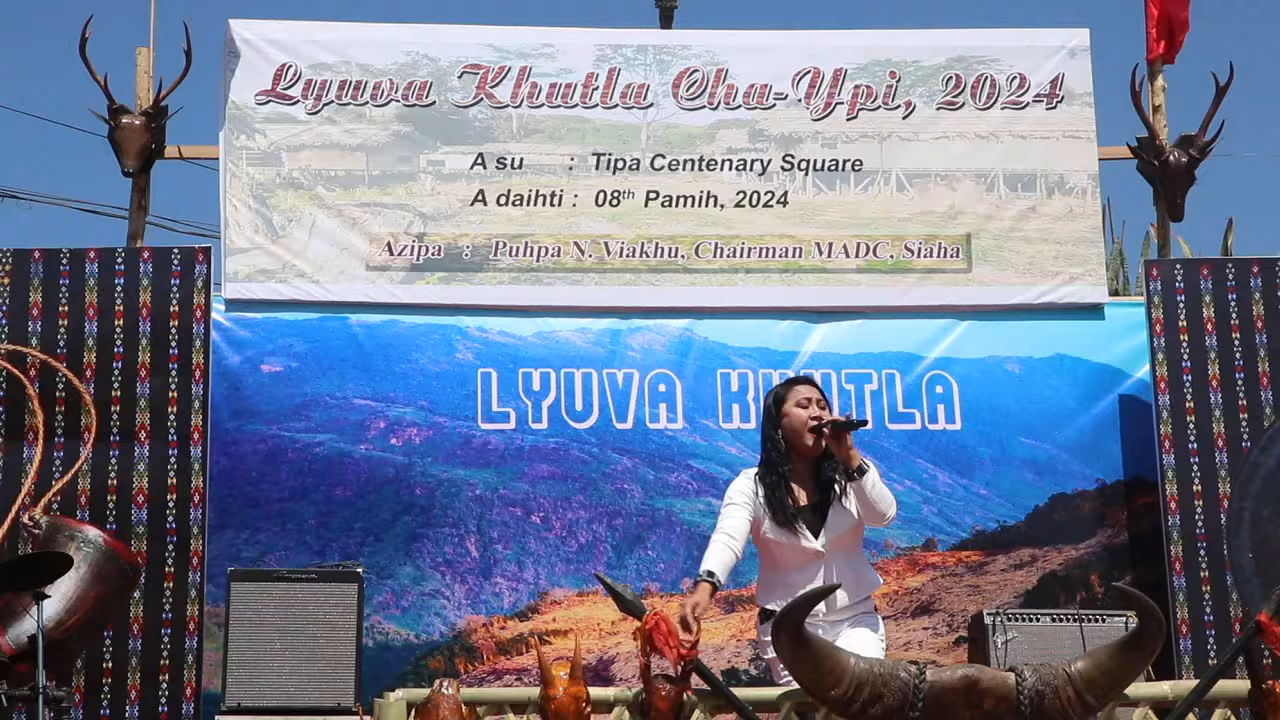 Lyuva Khutla Cha-Ypi, 2024
A su : Tipa Centenary Square
A daihti : 08th Pamih, 2024
Azipa : Puhpa N. Viakhu, Chairman MADC, Siaha
LYUVA KHUTLA